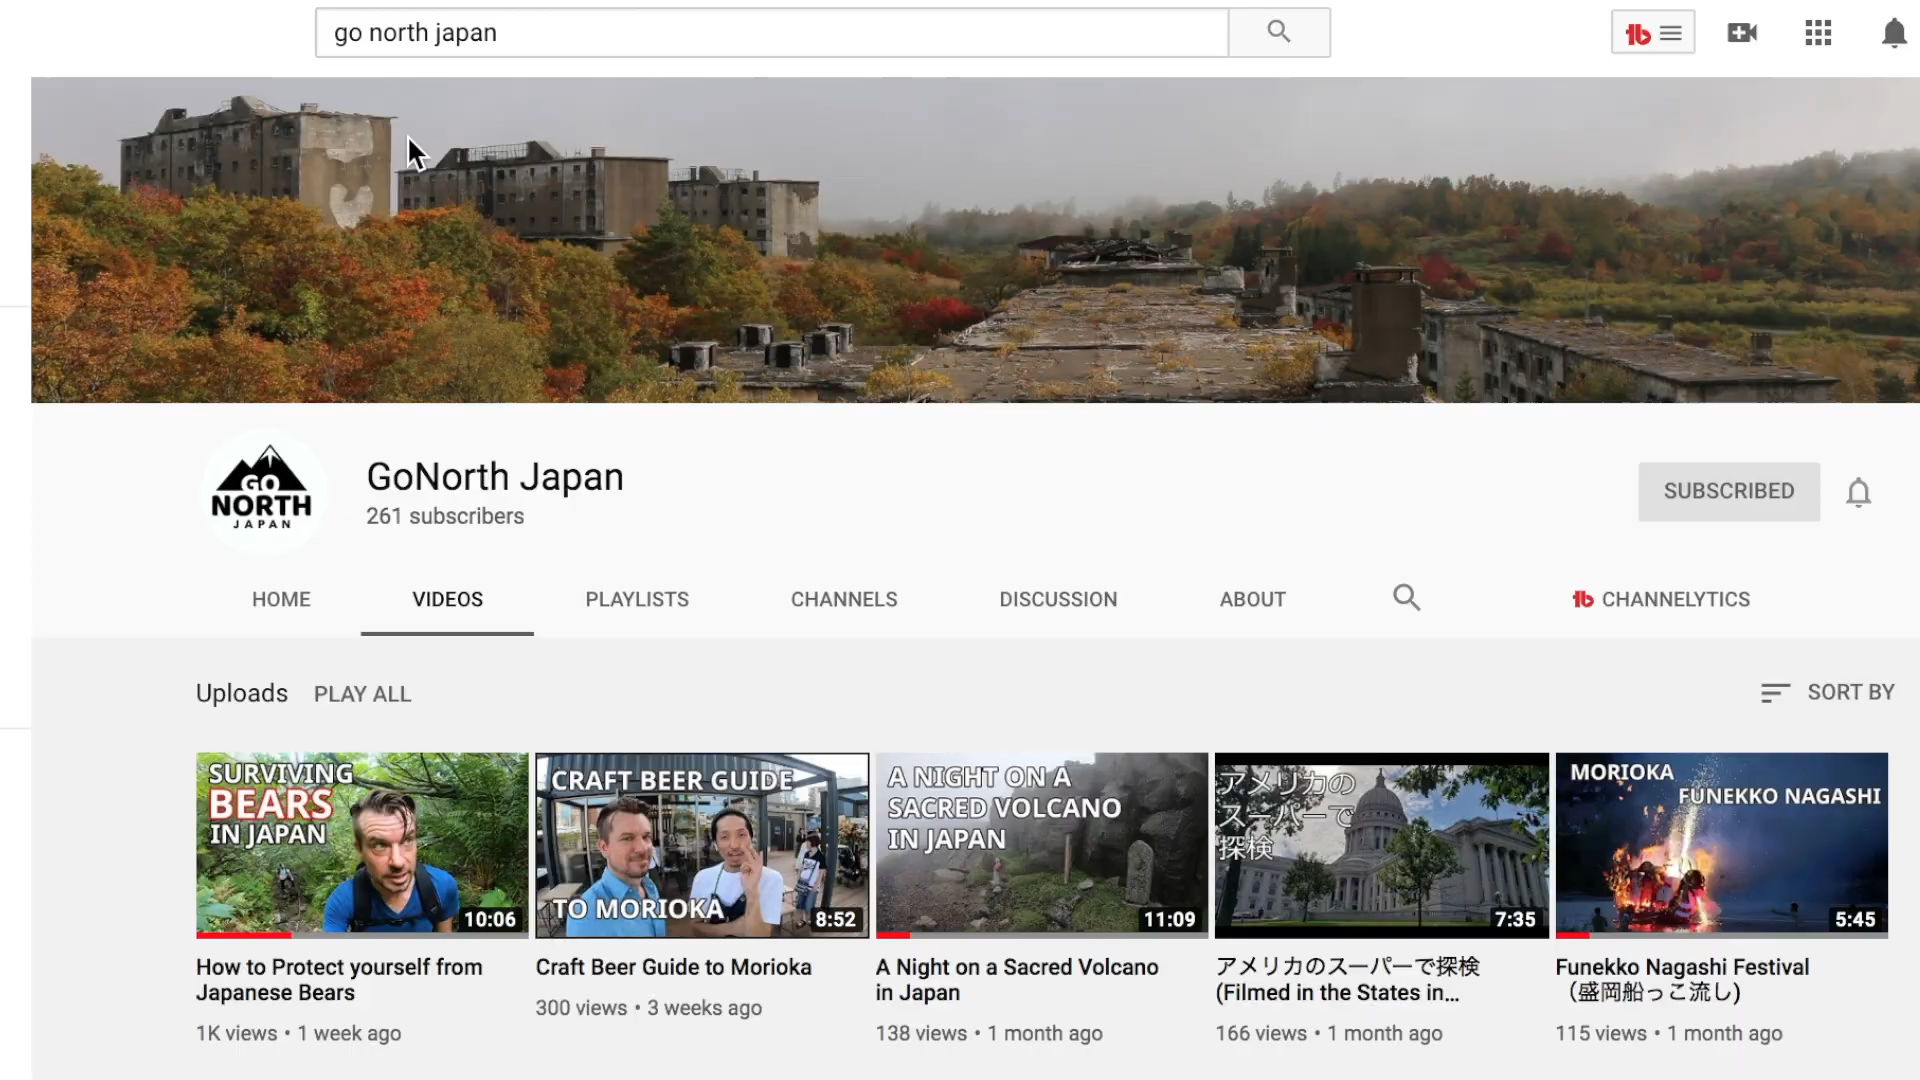 go north japan
GO
NORTH
JAPAN
GoNorth Japan
261 subscribers
SUBSCRIBED
HOME
VIDEOS
PLAYLISTS
CHANNELS
DISCUSSION
ABOUT
CHANNELYTICS
Uploads
PLAY ALL
SORT BY
SURVIVING
BEARS
IN JAPAN
10:06
CRAFT BEER GUIDE
TO MORIOKA
8:52
A NIGHT ON A
SACRED VOLCANO
IN JAPAN
11:09
アメリカの
スーパーで
探検
7:35
MORIOKA
FUNEKKO NAGASHI
5:45
How to Protect yourself from
Japanese Bears
1K views • 1 week ago
Craft Beer Guide to Morioka
300 views • 3 weeks ago
A Night on a Sacred Volcano
in Japan
138 views • 1 month ago
アメリカのスーパーで探検
(Filmed in the States in...
166 views • 1 month ago
Funekko Nagashi Festival
（盛岡船っこ流し)
115 views • 1 month ago